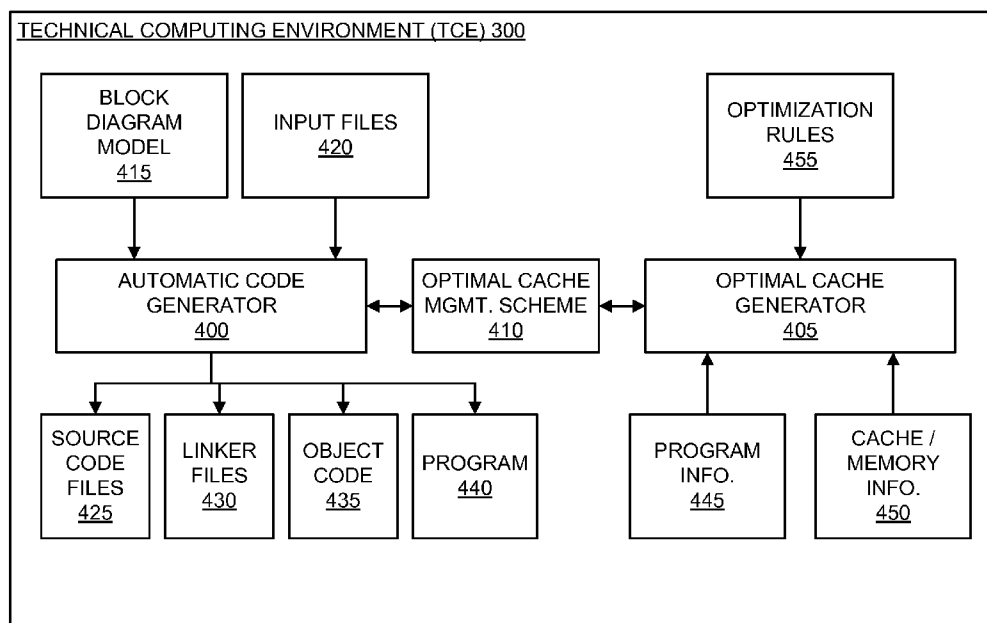 TECHNICAL COMPUTING ENVIRONMENT (TCE) 300
BLOCK
DIAGRAM
MODEL
415
INPUT FILES
420
OPTIMIZATION
RULES
455
AUTOMATIC CODE
GENERATOR
400
OPTIMAL CACHE
MGMT. SCHEME
410
OPTIMAL CACHE
GENERATOR
405
SOURCE
CODE
FILES
425
LINKER
FILES
430
OBJECT
CODE
435
PROGRAM
440
PROGRAM
INFO.
445
CACHE /
MEMORY
INFO.
450